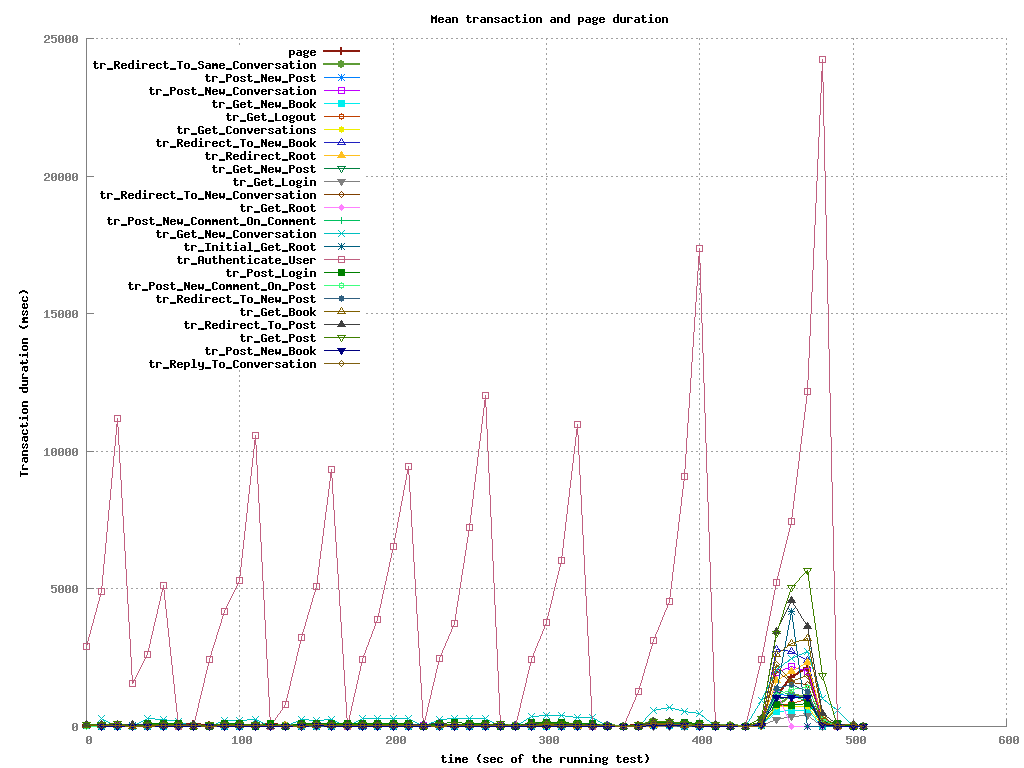 Mean transaction and page duration
25000
20000
15000
10000
5000
0
Transaction duration (msec)
page
tr_Redirect_To_Same_Conversation
tr_Post_New_Post
tr_Post_New_Conversation
tr_Get_New_Book
tr_Get_Logout
tr_Get_Conversations
tr_Redirect_To_New_Book
tr_Redirect_Root
tr_Get_New_Post
tr_Get_Login
tr_Redirect_To_New_Conversation
tr_Get_Root
tr_Post_New_Comment_On_Comment
tr_Get_New_Conversation
tr_Initial_Get_Root
tr_Authenticate_User
tr_Post_Login
tr_Post_New_Comment_On_Post
tr_Redirect_To_New_Post
tr_Get_Book
tr_Redirect_To_Post
tr_Get_Post
tr_Post_New_Book
tr_Reply_To_Conversation
0 100 200 300 400 500 600
time (sec of the running test)